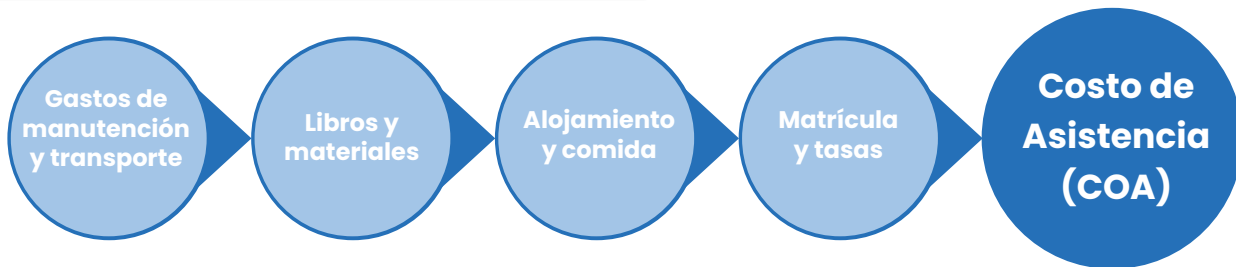 Gastos de
manutención
y transporte
Libros y
materiales
Alojamiento
y comida
Matrícula
y tasas
Costo de
Asistencia
(COA)